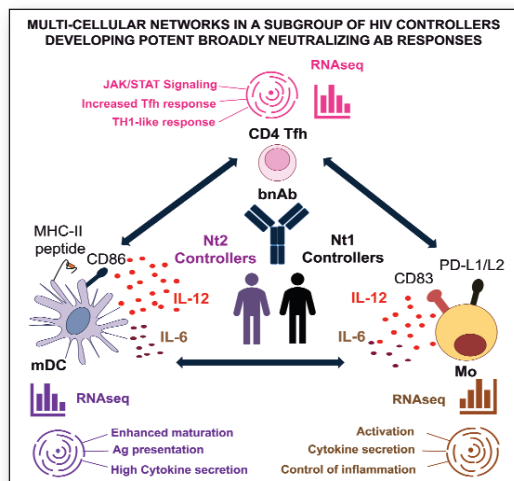 MULTI-CELLULAR NETWORKS IN A SUBGROUP OF HIV CONTROLLERS
DEVELOPING POTENT BROADLY NEUTRALIZING AB RESPONSES
RNAseq
JAK/STAT Signaling
Increased Tfh response
TH1-like response
CD4 Tfh
bnAb
MHC-II
peptide
CD86
Nt2
Controllers
Nt1
Controllers
PD-L1/L2
CD83
IL-12
IL-12
IL-6
IL-6
mDC
Mo
RNAseq
RNAseq
Enhanced maturation
Ag presentation
High Cytokine secretion
Activation
Cytokine secretion
Control of inflammation